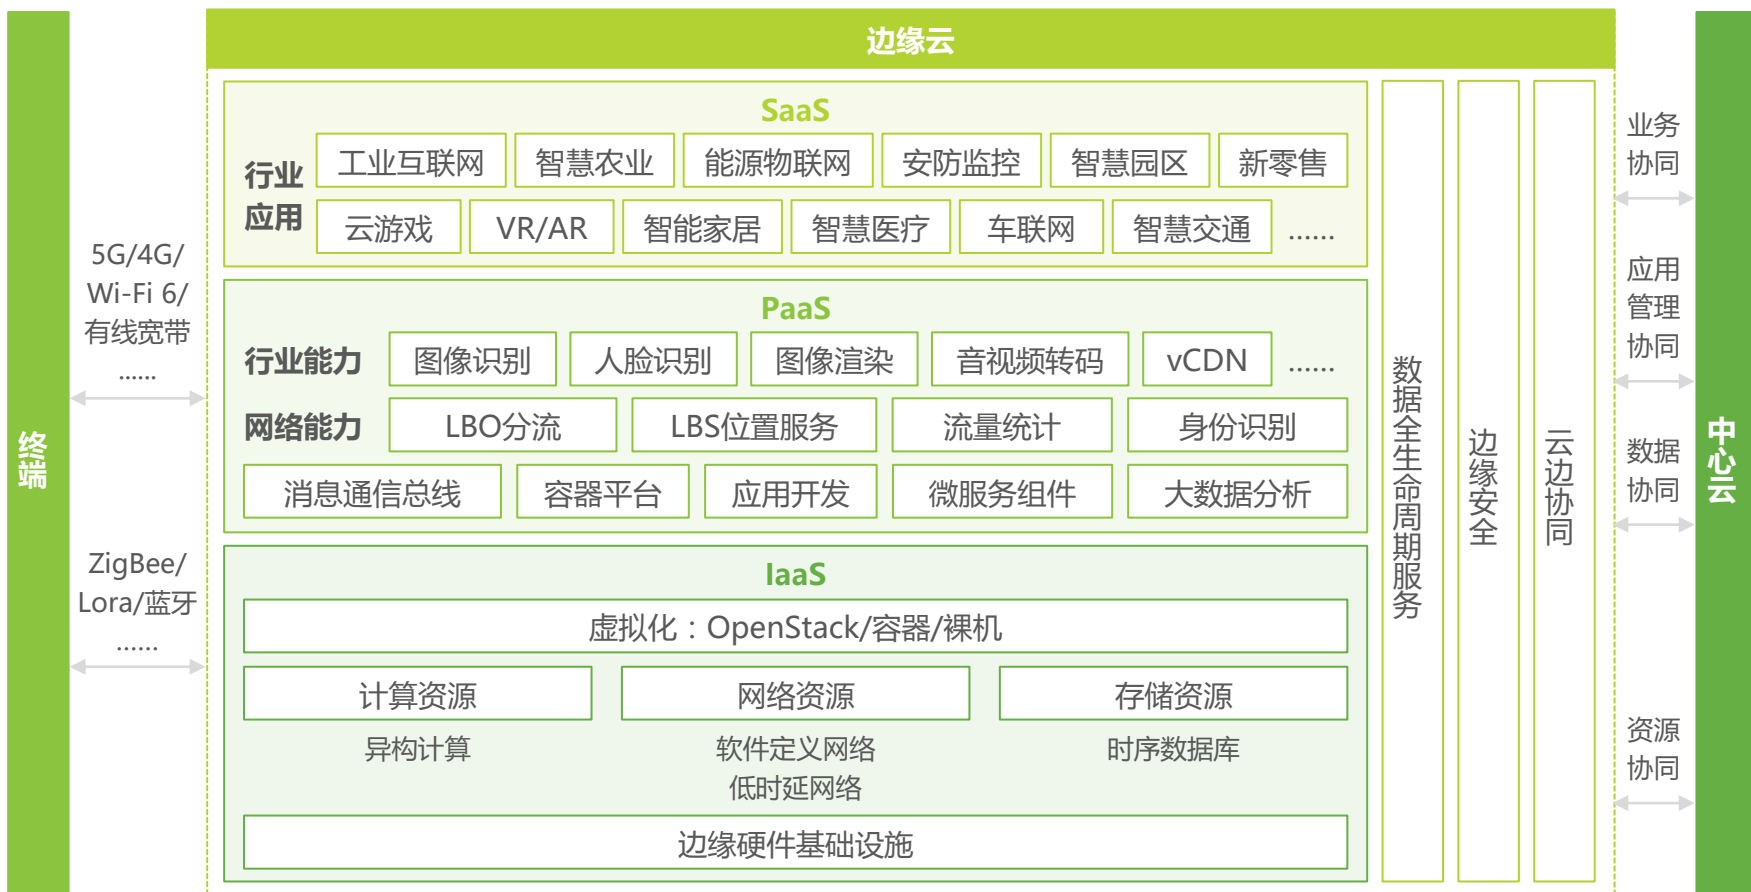 边缘云
终端
5G/4G/
Wi-Fi 6/
有线宽带
......
ZigBee/
Lora/蓝牙
......
SaaS
行业
应用
工业互联网 智慧农业 能源物联网 安防监控 智慧园区 新零售
云游戏 VR/AR 智能家居 智慧医疗 车联网 智慧交通 ......
PaaS
行业能力 图像识别 人脸识别 图像渲染 音视频转码 vCDN ......
网络能力 LBO分流 LBS位置服务 流量统计 身份识别
消息通信总线 容器平台 应用开发 微服务组件 大数据分析
IaaS
虚拟化：OpenStack/容器/裸机
计算资源 网络资源 存储资源
异构计算 软件定义网络 时序数据库
低时延网络
边缘硬件基础设施
数据全生命周期服务
边缘安全
云边协同
业务
协同
应用
管理
协同
数据
协同
资源
协同
中心云